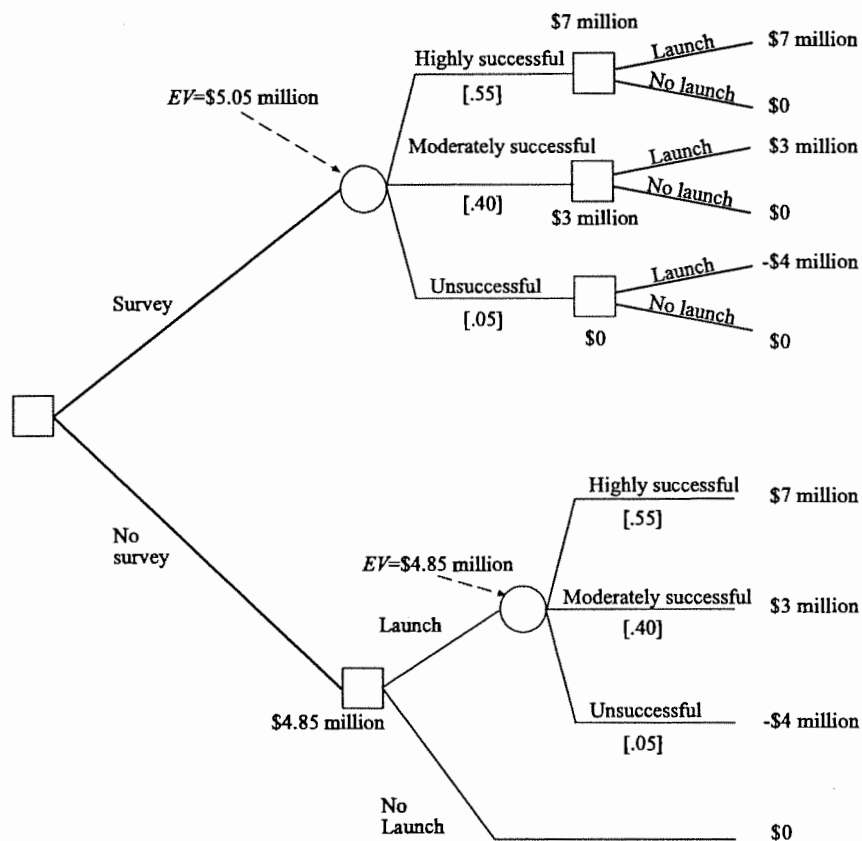 $7 million
Launch
$7 million
Highly successful
[.55]
No launch
$0
EV=$5.05 million
Moderately successful
Launch
$3 million
[.40]
No launch
$3 million
$0
Unsuccessful
Launch
-$4 million
[.05]
No launch
$0
$0
Survey
No
survey
Highly successful
$7 million
[.55]
EV=$4.85 million
Launch
Moderately successful
$3 million
[.40]
$4.85 million
Unsuccessful
-$4 million
[.05]
No
Launch
$0